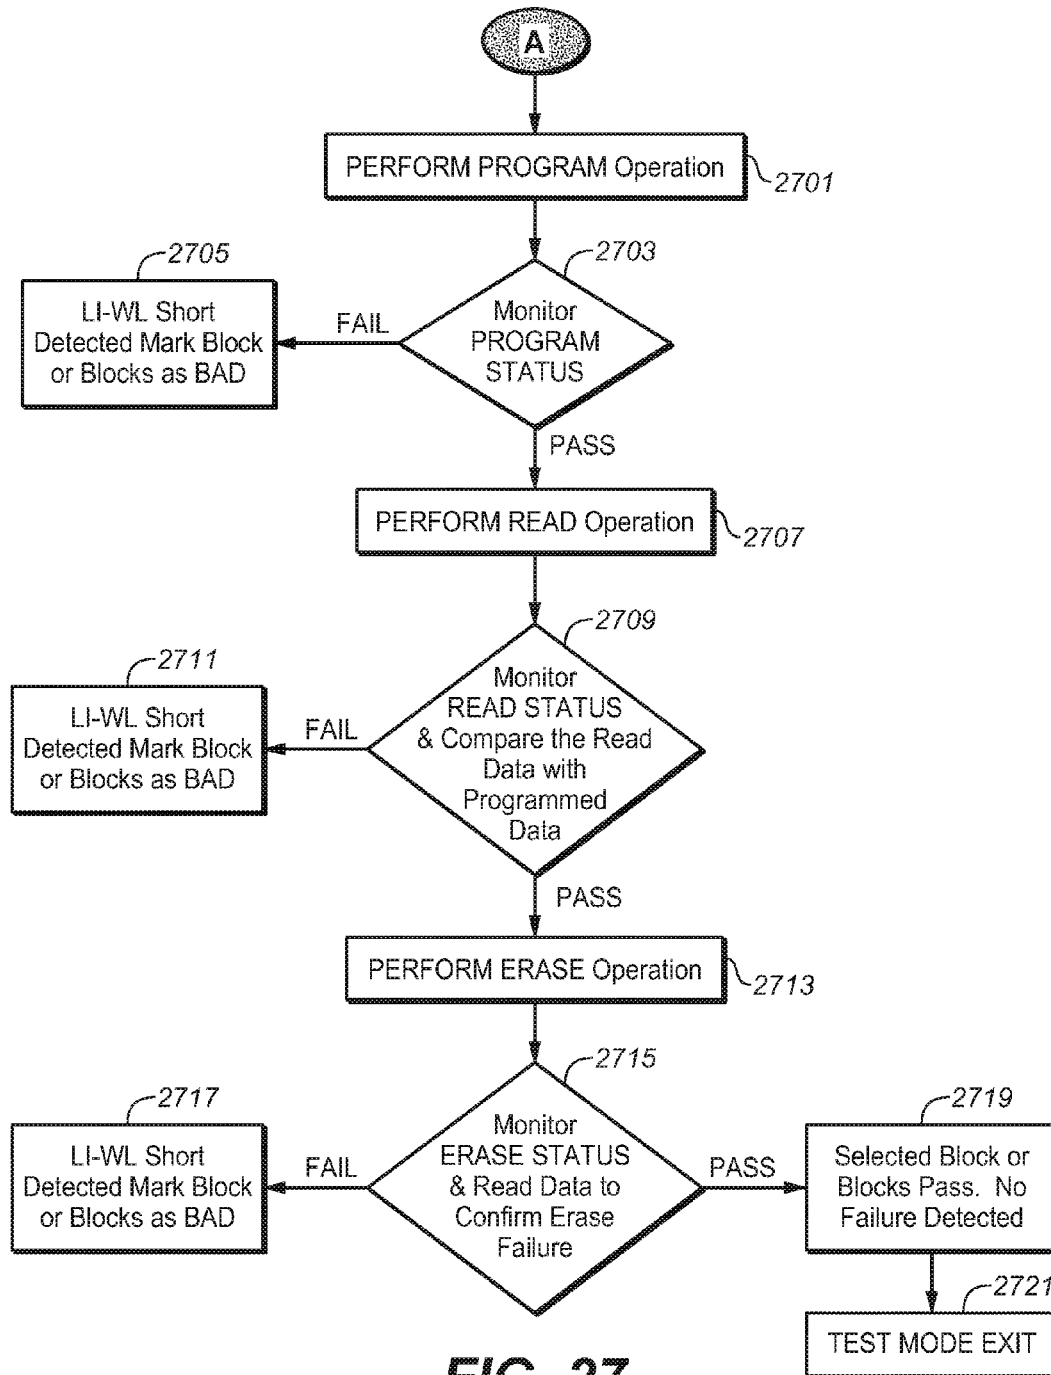 A
PERFORM PROGRAM Operation
2701
2703
2705
LI-WL Short
Detected Mark Block
or Blocks as BAD
FAIL
Monitor
PROGRAM
STATUS
PASS
PERFORM READ Operation
2707
2709
2711
LI-WL Short
Detected Mark Block
or Blocks as BAD
FAIL
Monitor
READ STATUS
& Compare the Read
Data with
Programmed
Data
PASS
PERFORM ERASE Operation
2713
2715
2717
LI-WL Short
Detected Mark Block
or Blocks as BAD
FAIL
Monitor
ERASE STATUS
& Read Data to
Confirm Erase
Failure
PASS
2719
Selected Block or
Blocks Pass. No
Failure Detected
2721
TEST MODE EXIT
FIG. 27